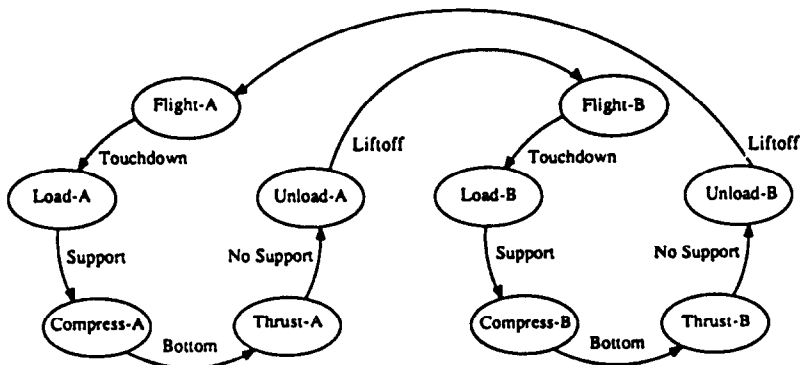 Flight-A
Flight-B
Liftoff
Liftoff
Touchdown
Touchdown
Load-A
Unload-A
Load-B
Unload-B
Support
No Support
Support
No Support
Compress-A
Thrust-A
Compress-B
Thrust-B
Bottom
Bottom